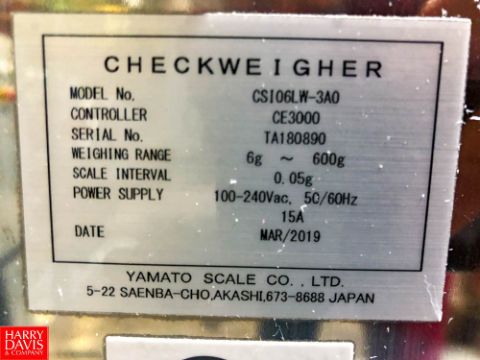 CHECKWEIGHER
MODEL No. CSI06LW-3A0
CONTROLLER CE3000
SERIAL No. TA180890
WEIGHING RANGE 6g ~ 600g
SCALE INTERVAL 0.05g
POWER SUPPLY 100-240Vac, 50/60Hz
15A
DATE MAR/2019
YAMATO SCALE CO., LTD.
5-22 SAENBA-CHO,AKASHI,673-8688 JAPAN
HARRY
DAVIS
& COMPANY